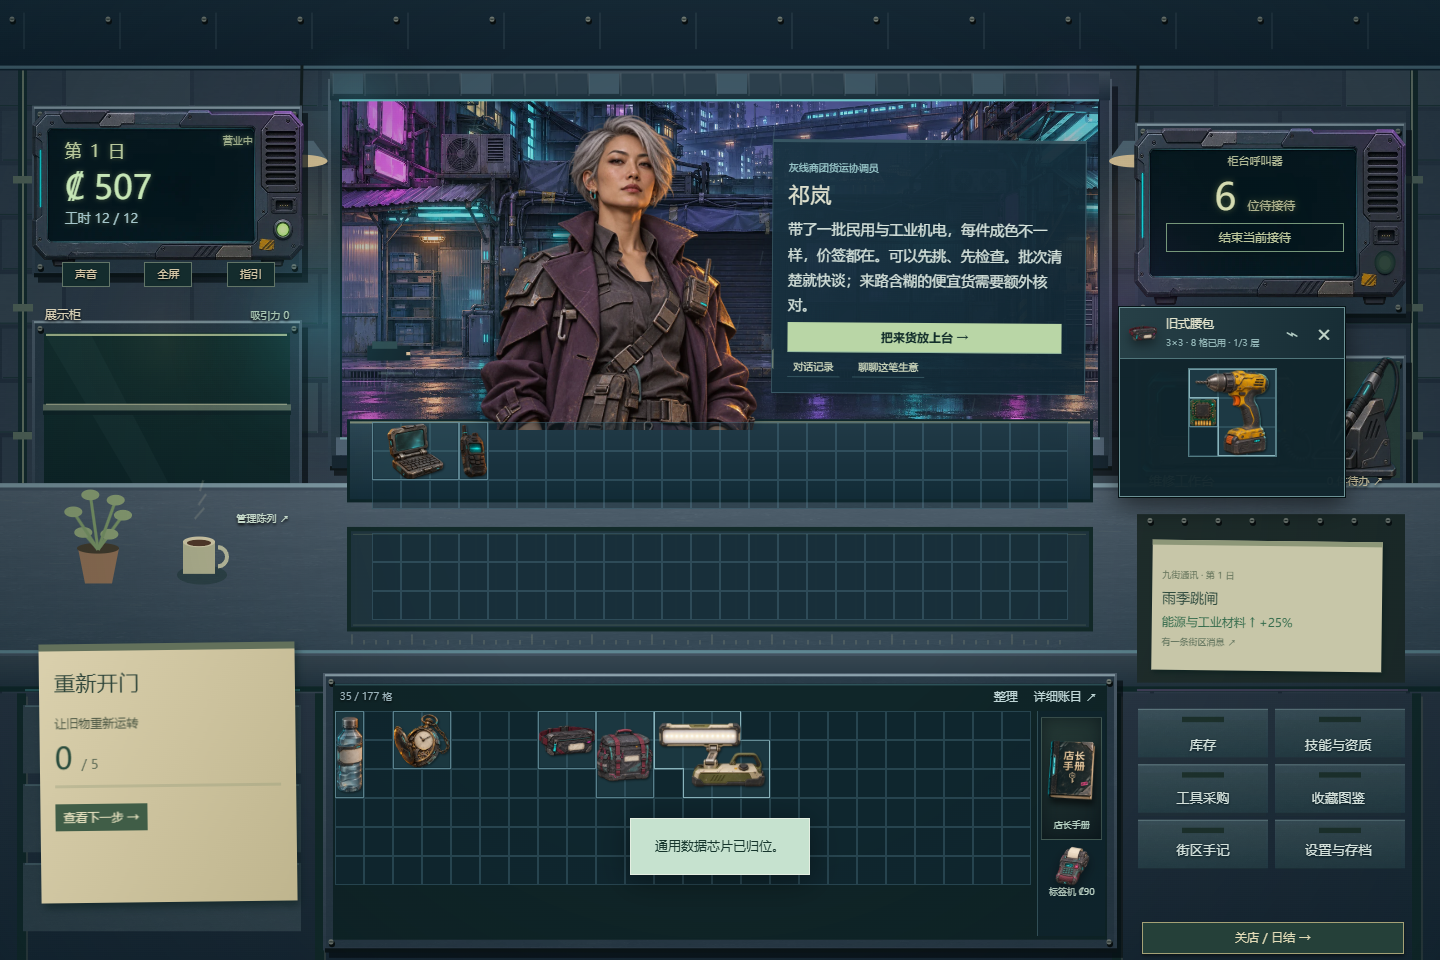 第 1 日
营业中
₡ 507
工时 12 / 12
声音
全屏
指引
展示柜
吸引力 0
灰线商团货运协调员
祁岚
带了一批民用与工业机电，每件成色不一
样，价签都在。可以先挑、先检查。批次清
楚就快谈；来路含糊的便宜货需要额外核
对。
把来货放上台 →
对话记录
聊聊这笔生意
柜台呼叫器
6 位待接待
结束当前接待
旧式腰包
3×3 · 8 格已用 · 1/3 层
待办 ↗
管理陈列 ↗
九街通讯 · 第 1 日
雨季跳闸
能源与工业材料 ↑ +25%
有一条街区消息 ↗
重新开门
让旧物重新运转
0 / 5
查看下一步 →
35 / 177 格
整理
详细账目 ↗
店长
手册
店长手册
标签机 ₡90
通用数据芯片已归位。
库存
技能与资质
工具采购
收藏图鉴
街区手记
设置与存档
关店 / 日结 →